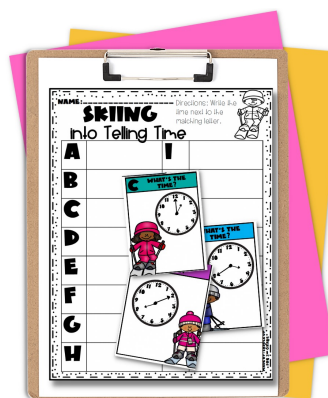 NAME:
Directions: Write the
time next to the
matching letter.
SKIING
into Telling Time
A
I
B
C
D
E
F
G
H
C WHAT'S THE
TIME?
WHAT'S THE
TIME?